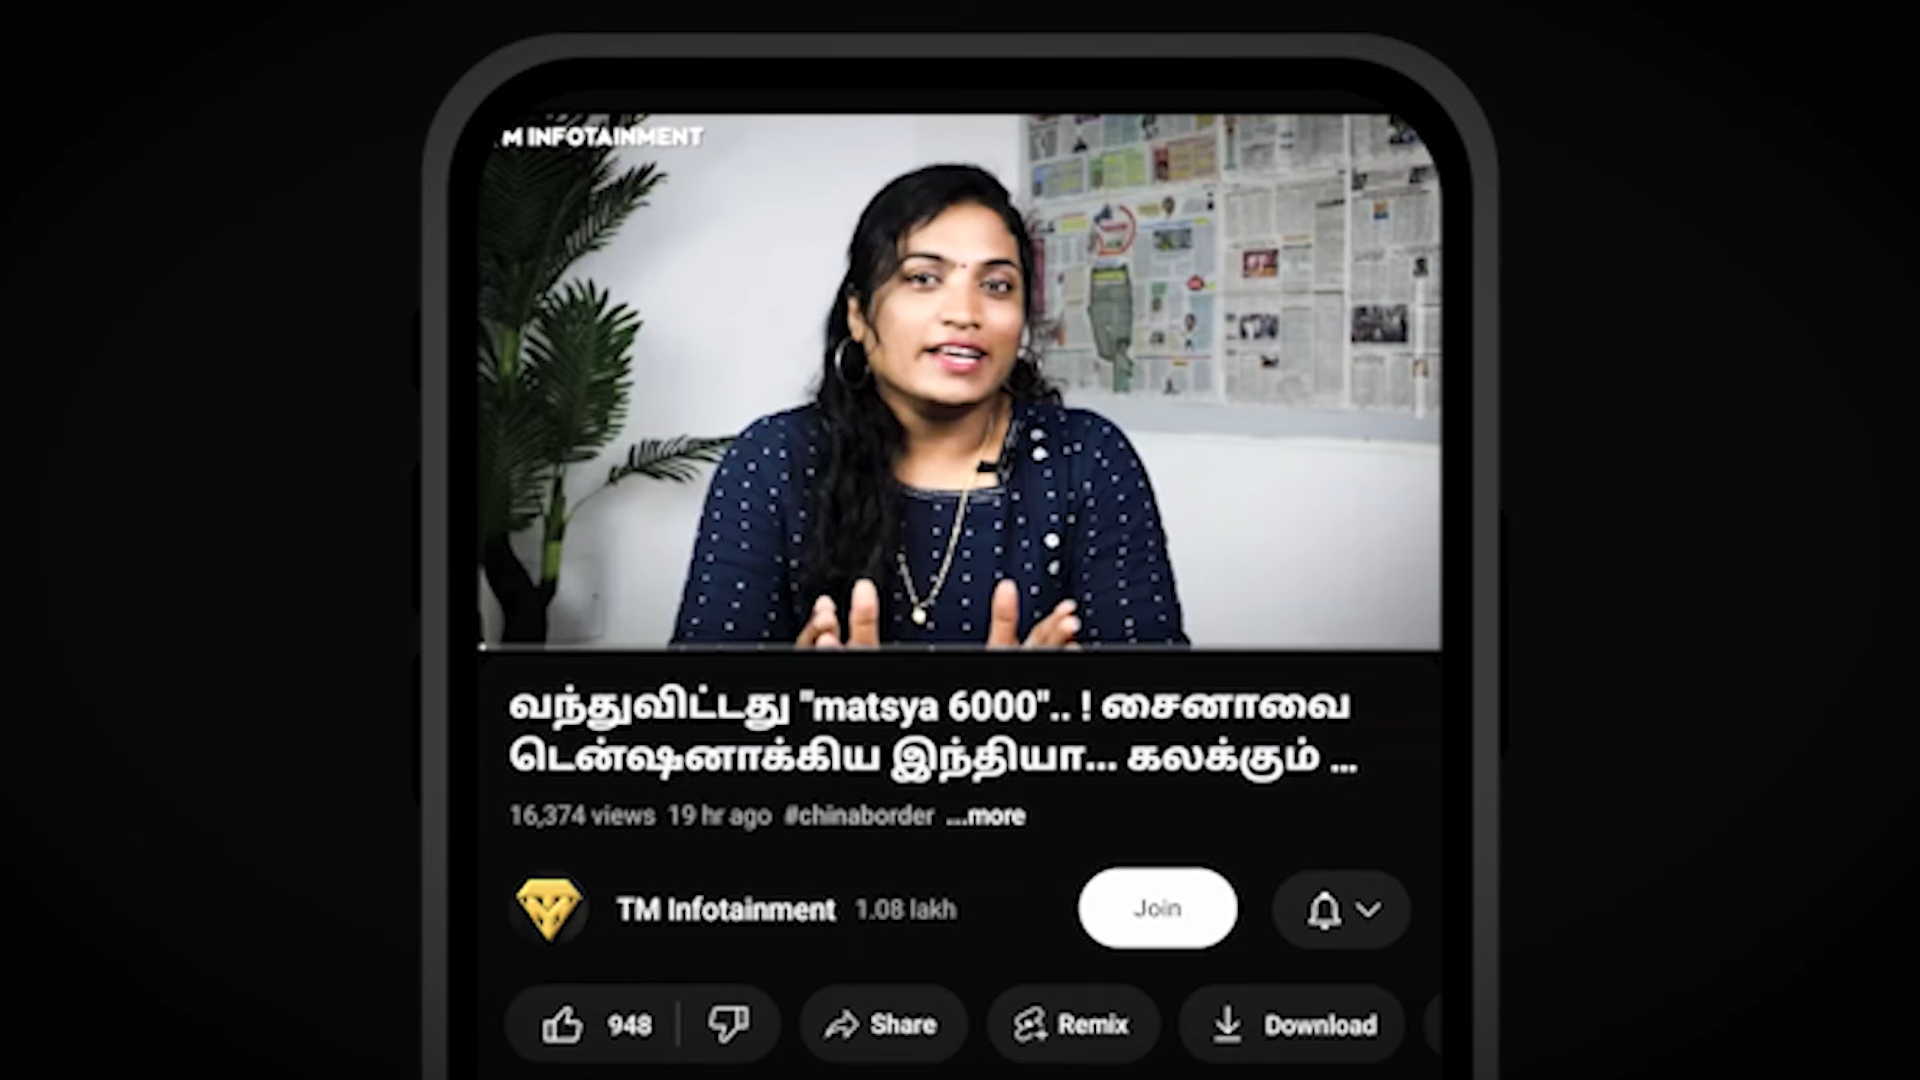 M INFOTAINMENT
வந்துவிட்டது "matsya 6000".. ! சைனாவை
டென்ஷனாக்கிய இந்தியா... கலக்கும் ...
16,374 views 19 hr ago #chinaborder ...more
TM Infotainment 1.08 lakh Join
948 Share Remix Download